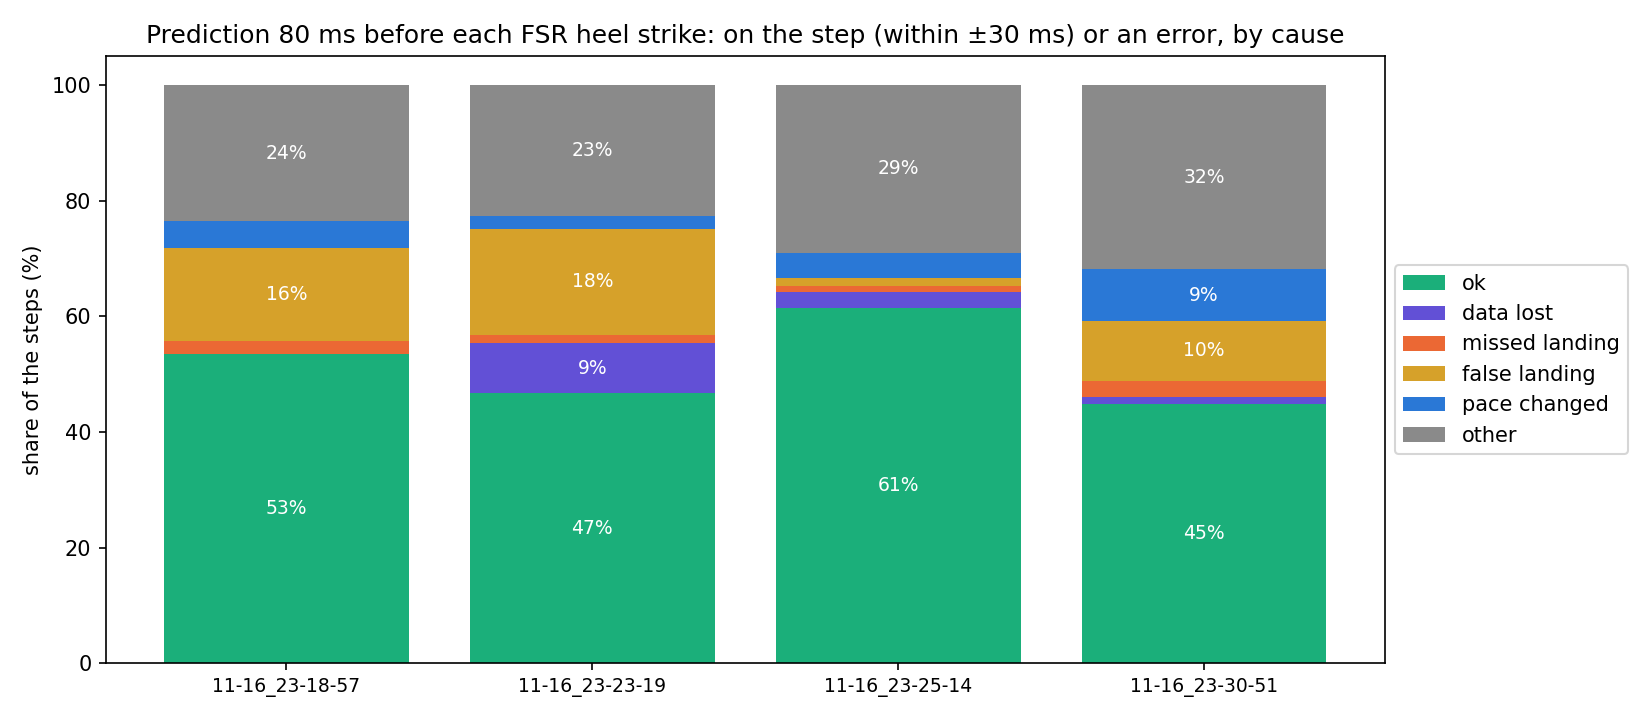 Prediction 80 ms before each FSR heel strike: on the step (within ±30 ms) or an error, by cause
share of the steps (%)
100
80
60
40
20
0
24%
16%
53%
23%
18%
9%
47%
29%
61%
32%
9%
10%
45%
11-16_23-18-57
11-16_23-23-19
11-16_23-25-14
11-16_23-30-51
ok
data lost
missed landing
false landing
pace changed
other